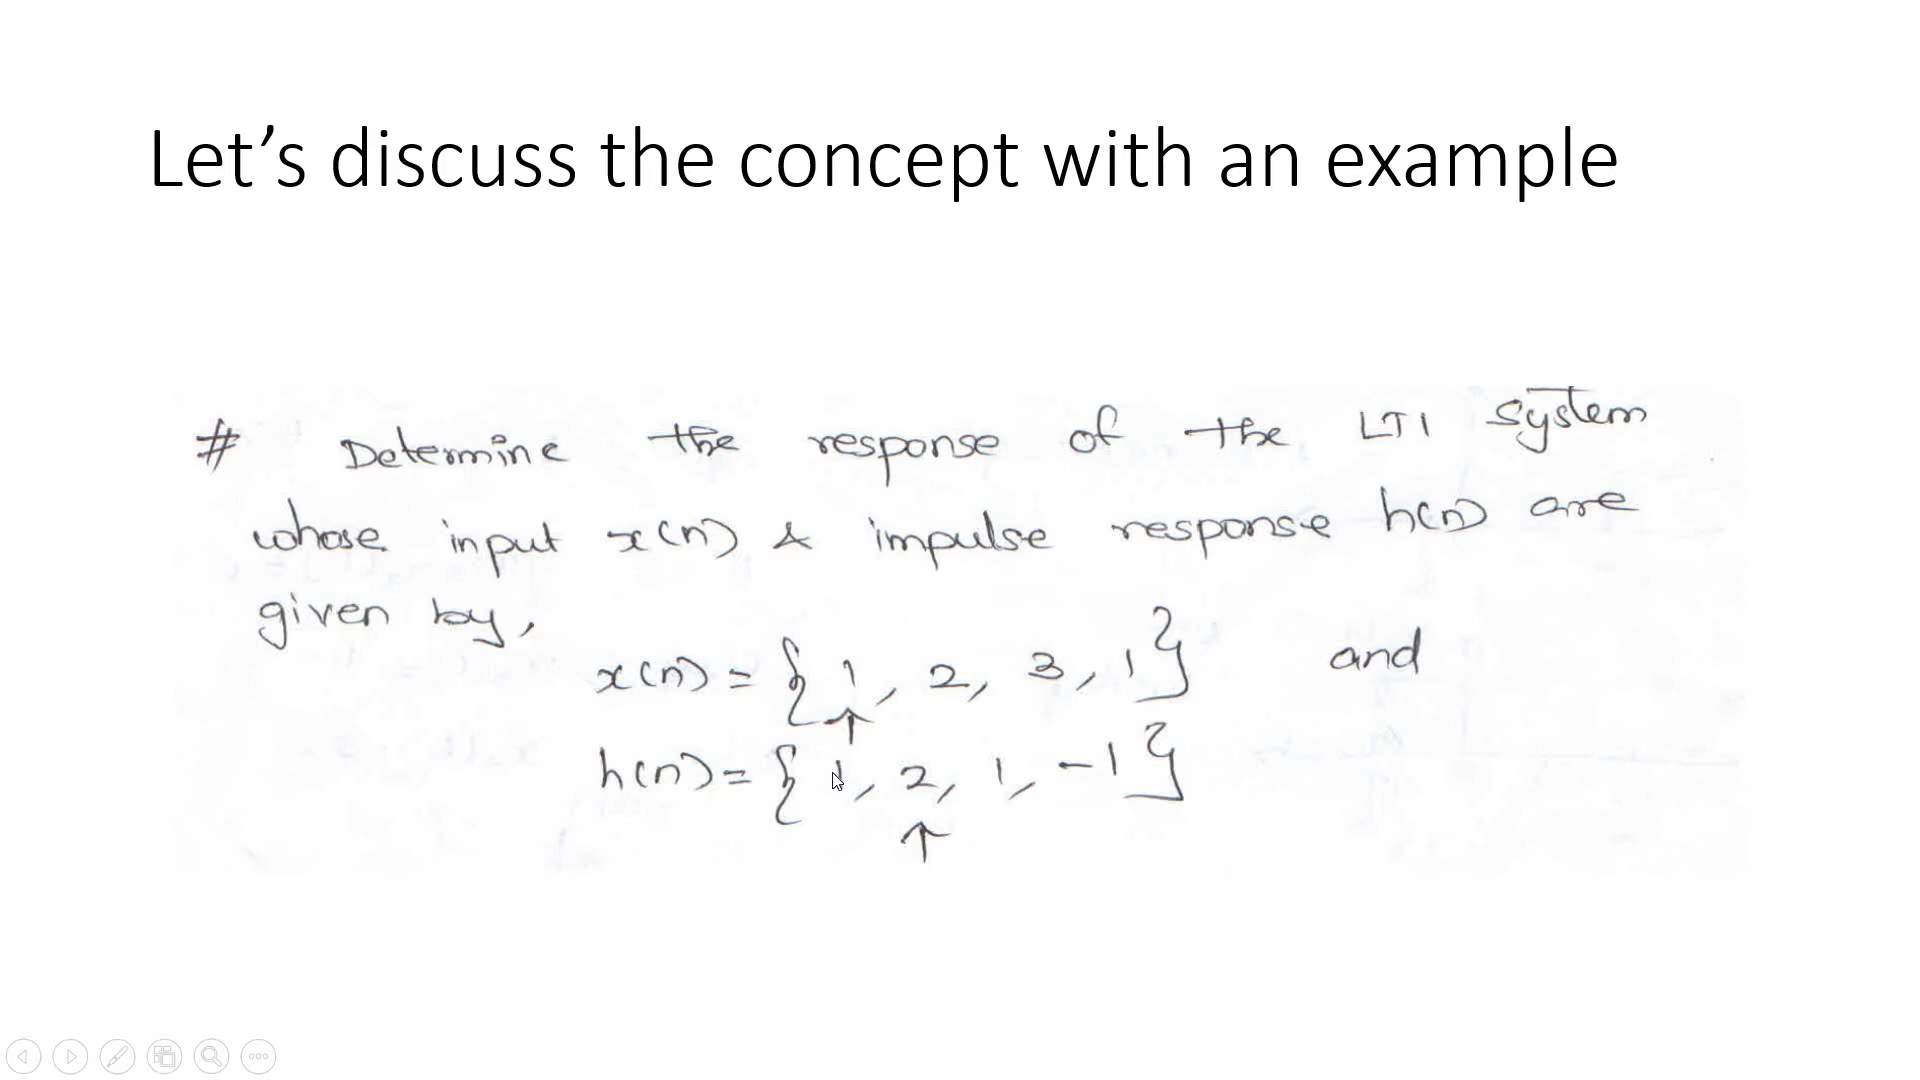 Let’s discuss the concept with an example
# Determine the response of the LTI system
whose input x(n) & impulse response h(n) are
given by,
x(n) = { 1, 2, 3, 1 } and
↑
h(n) = { 1, 2, 1, -1 }
↑